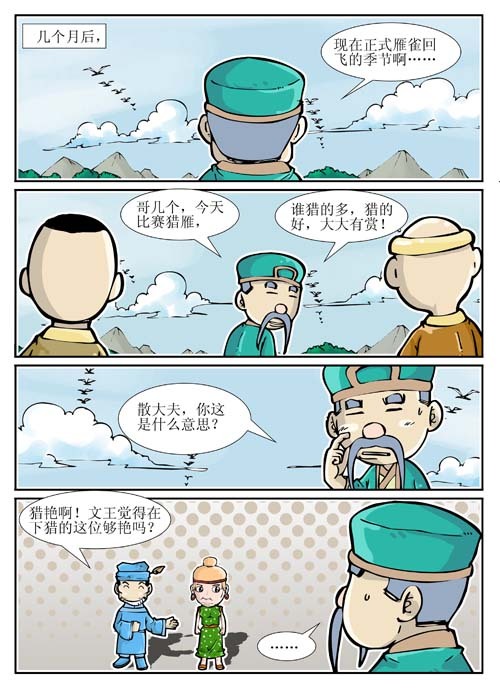 几个月后，
现在正式雁雀回
飞的季节啊……
哥几个，今天
比赛猎雁，
谁猎的多，猎的
好，大大有赏！
散大夫，你这
是什么意思？
猎艳啊！文王觉得在
下猎的这位够艳吗？
……